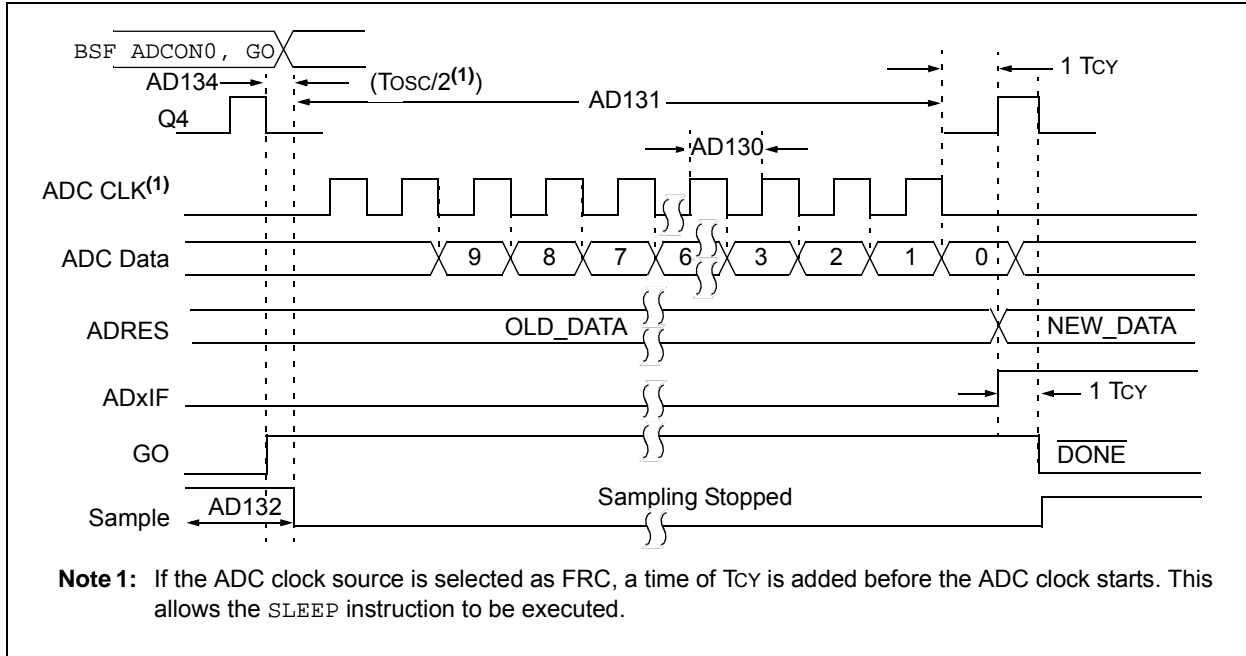 BSF ADCON0, GO
AD134
(TOSC/2(1))
1 TCY
AD131
Q4
AD130
ADC CLK(1)
ADC Data
9 8 7 6 3 2 1 0
ADRES
OLD_DATA
NEW_DATA
ADxIF
1 TCY
GO
DONE
Sampling Stopped
AD132
Sample
Note 1: If the ADC clock source is selected as FRC, a time of TCY is added before the ADC clock starts. This
allows the SLEEP instruction to be executed.